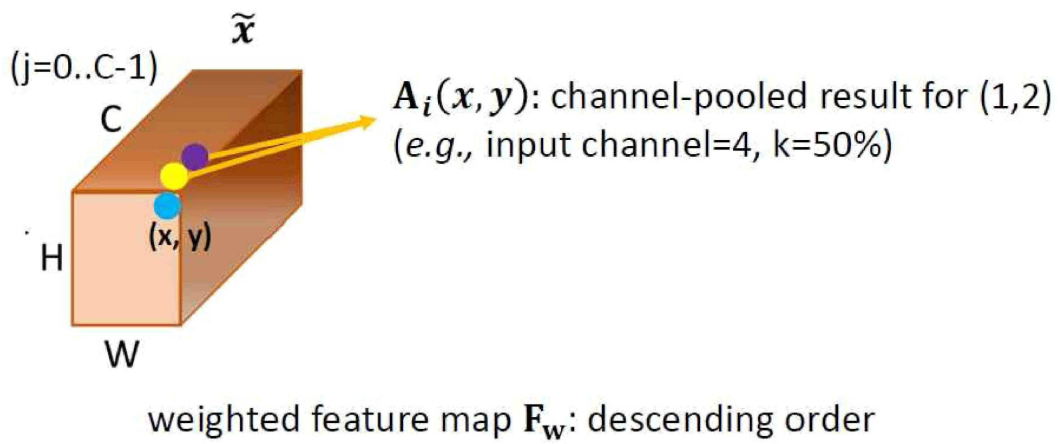 x̃
(j=0..C-1)
C
A_i(x, y): channel-pooled result for (1,2)
(e.g., input channel=4, k=50%)
(x, y)
H
W
weighted feature map F_w: descending order